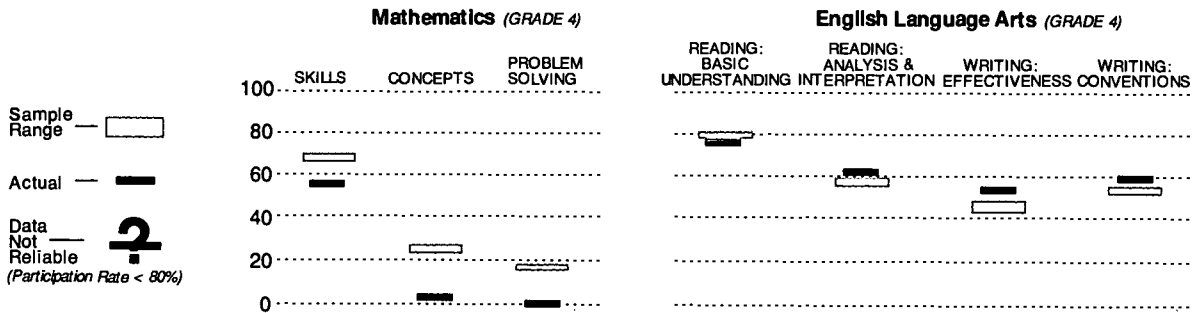 Mathematics (GRADE 4)
English Language Arts (GRADE 4)
SKILLS
CONCEPTS
PROBLEM
SOLVING
READING:
BASIC
UNDERSTANDING
READING:
ANALYSIS &
INTERPRETATION
WRITING:
EFFECTIVENESS
WRITING:
CONVENTIONS
100
80
60
40
20
0
Sample
Range
Actual
Data
Not
Reliable
?
(Participation Rate < 80%)